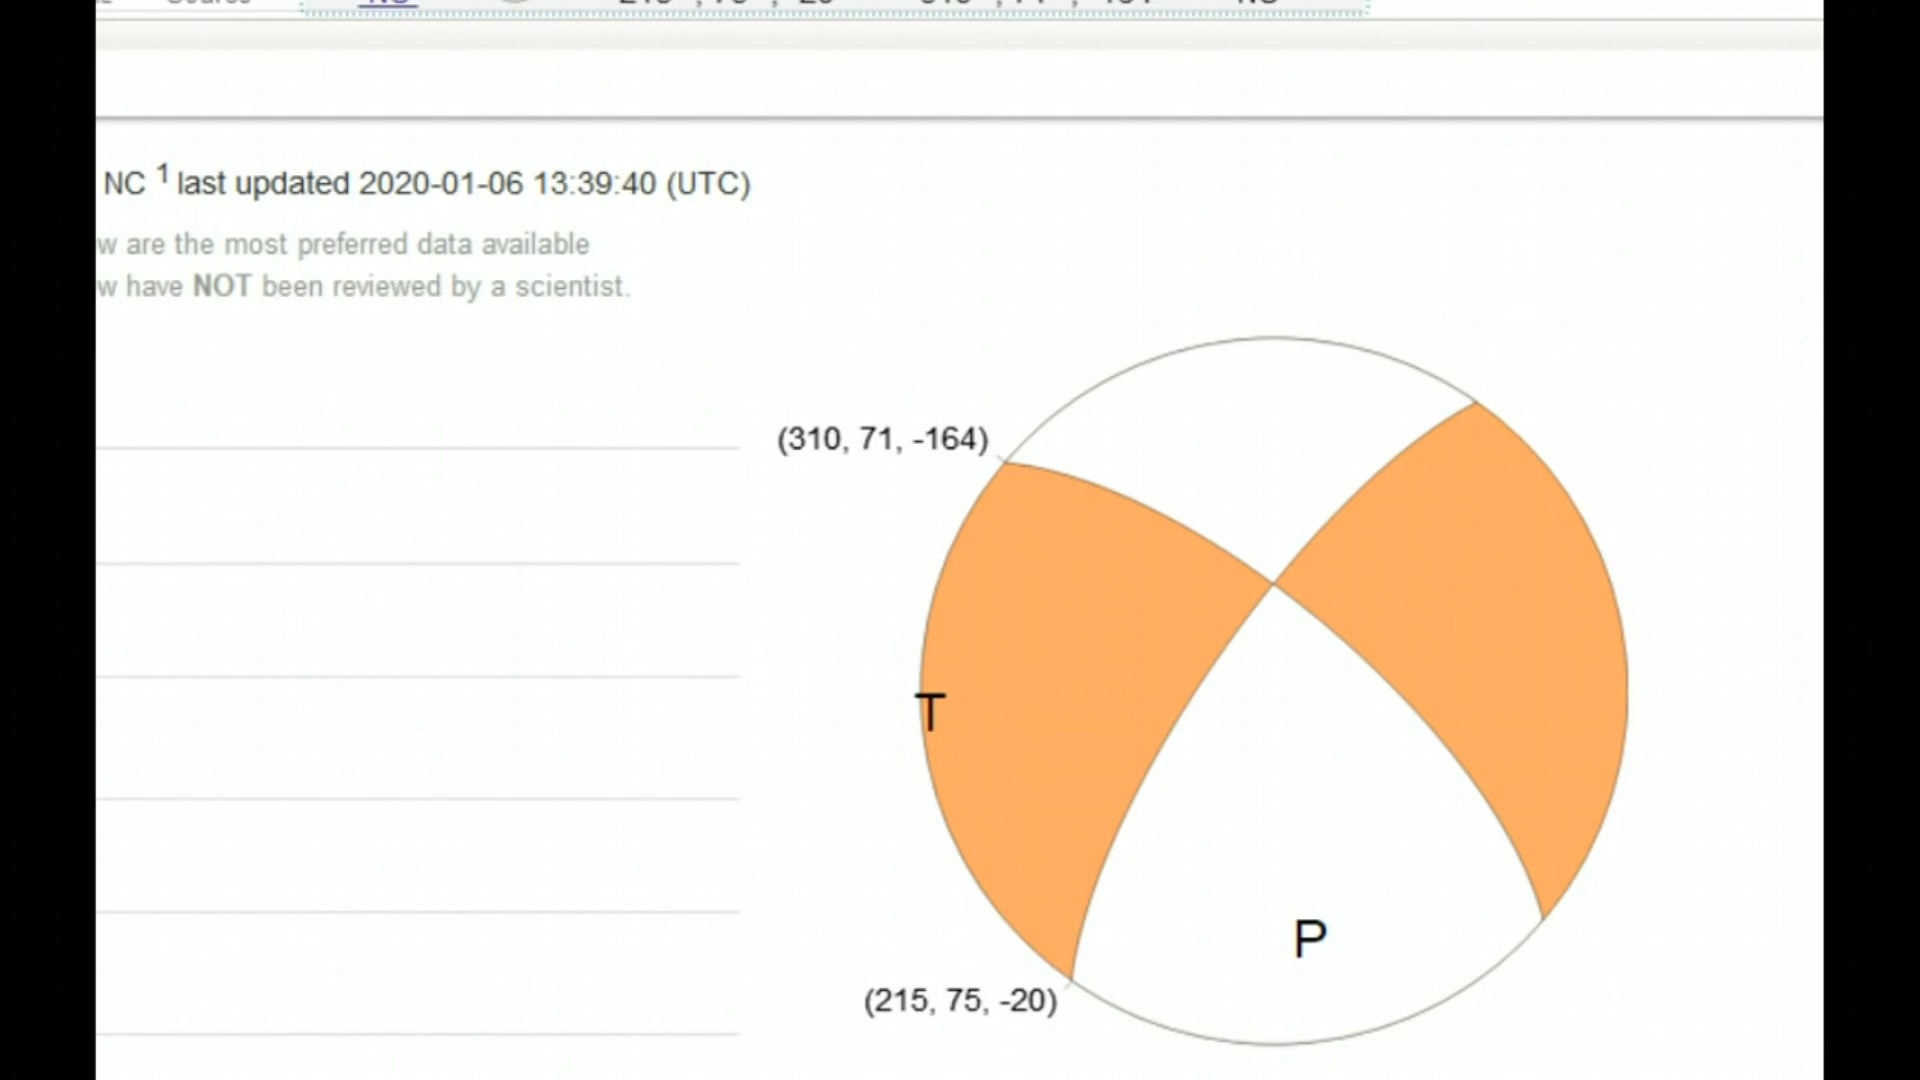 NC 1 last updated 2020-01-06 13:39:40 (UTC)
w are the most preferred data available
w have NOT been reviewed by a scientist.
(310, 71, -164)
T
P
(215, 75, -20)